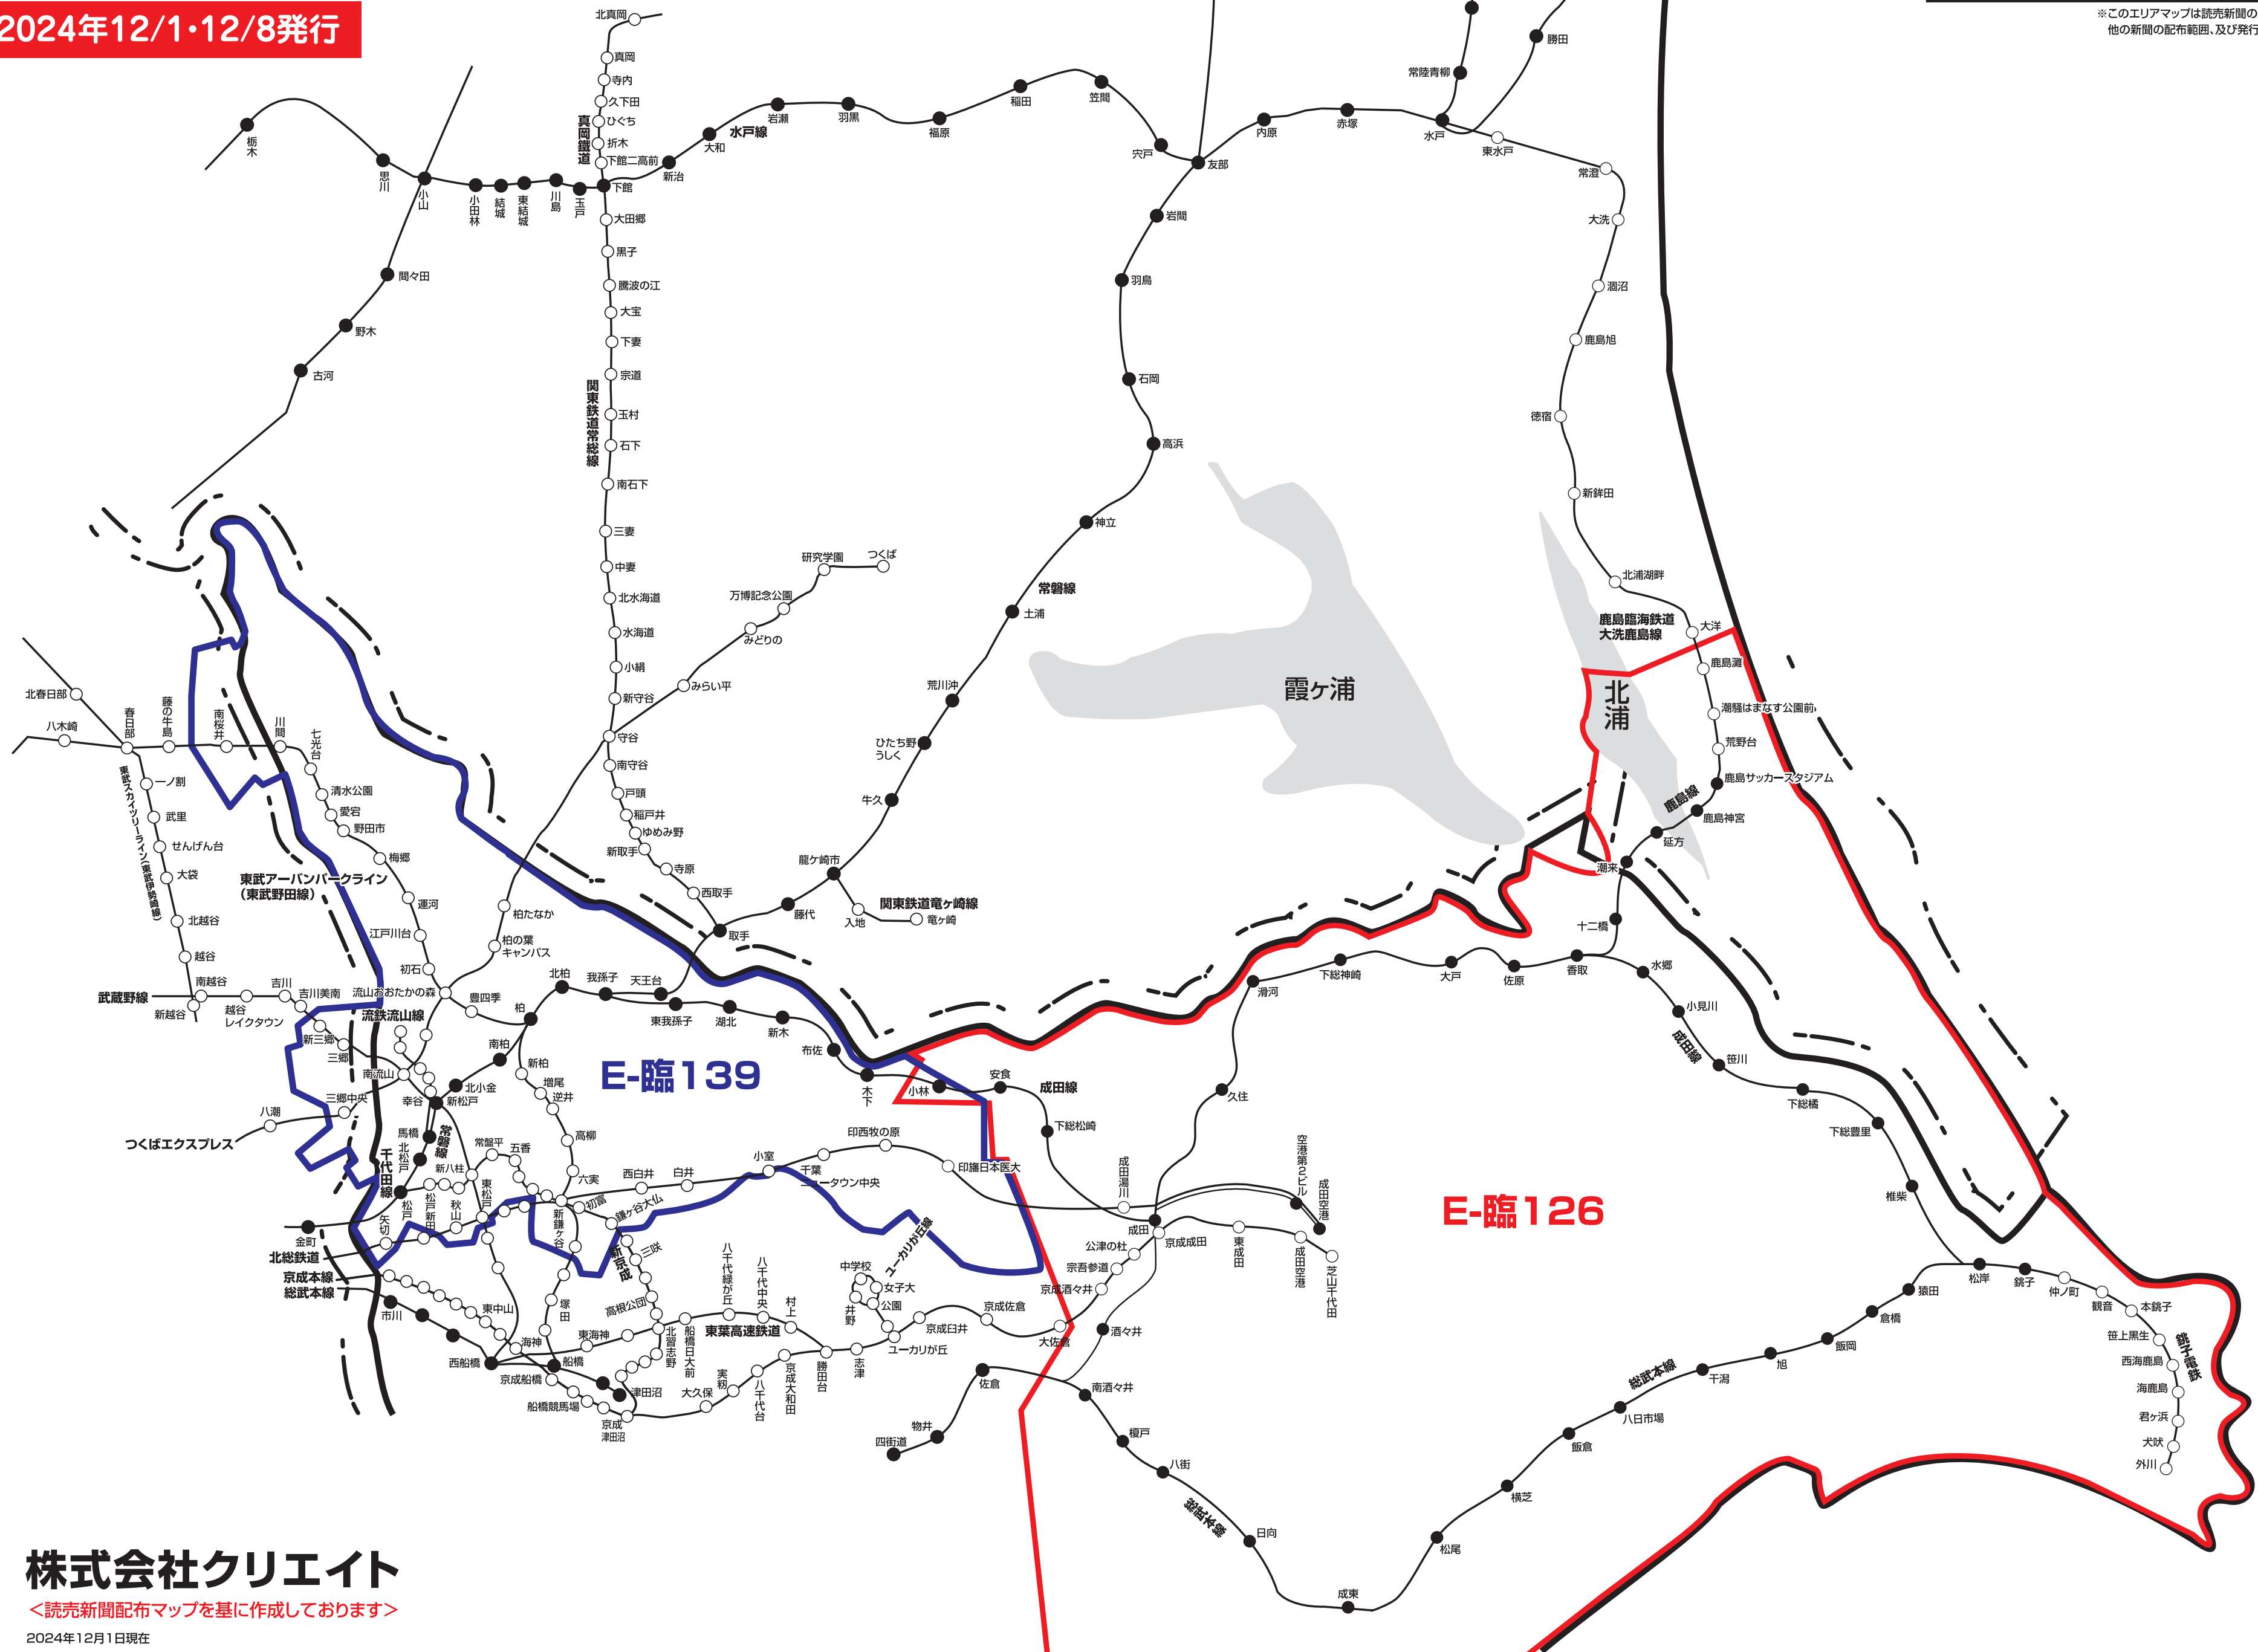 2024年12/1・12/8発行
※このエリアマップは読売新聞の
他の新聞の配布範囲、及び発行
北真岡
真岡
寺内
久下田
ひぐち
折木
下館二高前
真岡鐵道
下館
栃木
思川
小山
小田林
結城
東結城
川島
玉戸
新治
大和
水戸線
岩瀬
羽黒
福原
稲田
笠間
宍戸
友部
内原
赤塚
水戸
常陸青柳
勝田
東水戸
常澄
大洗
涸沼
鹿島旭
徳宿
新鉾田
北浦湖畔
鹿島臨海鉄道
大洗鹿島線
大洋
鹿島灘
潮騒はまなす公園前
荒野台
鹿島サッカースタジアム
鹿島線
鹿島神宮
延方
潮来
十二橋
間々田
野木
古河
大田郷
黒子
騰波の江
大宝
下妻
宗道
関東鉄道常総線
玉村
石下
南石下
三妻
中妻
北水海道
水海道
小絹
新守谷
守谷
南守谷
戸頭
稲戸井
ゆめみ野
新取手
寺原
西取手
取手
研究学園
つくば
万博記念公園
みどりの
みらい平
岩間
羽鳥
石岡
高浜
神立
常磐線
土浦
荒川沖
ひたち野
うしく
牛久
龍ケ崎市
藤代
関東鉄道竜ヶ崎線
入地
竜ヶ崎
霞ヶ浦
北浦
北春日部
八木崎
春日部
藤の牛島
南桜井
川間
七光台
清水公園
愛宕
野田市
梅郷
運河
江戸川台
初石
流山おおたかの森
東武アーバンパークライン
(東武野田線)
東武スカイツリーライン(東武伊勢崎線)
一ノ割
武里
せんげん台
大袋
北越谷
越谷
南越谷
新越谷
武蔵野線
越谷
レイクタウン
吉川
吉川美南
新三郷
三郷
流鉄流山線
南流山
三郷中央
八潮
つくばエクスプレス
柏たなか
柏の葉
キャンパス
豊四季
柏
北柏
我孫子
天王台
東我孫子
湖北
新木
布佐
木下
小林
安食
成田線
下総松崎
南柏
北小金
新松戸
幸谷
馬橋
北松戸
常磐線
千代田線
松戸
金町
新柏
増尾
逆井
高柳
六実
常盤平
五香
新八柱
松戸新田
東松戸
秋山
矢切
北総鉄道
京成本線
総武本線
市川
東中山
西船橋
海神
京成船橋
船橋
東海神
船橋競馬場
津田沼
京成
津田沼
塚田
新鎌ヶ谷
初富
鎌ヶ谷大仏
新京成
三咲
高根公団
北習志野
船橋日大前
八千代緑が丘
八千代中央
村上
東葉高速鉄道
大久保
実籾
八千代台
京成大和田
勝田台
志津
ユーカリが丘
ユーカリが丘線
中学校
女子大
井野
公園
京成臼井
京成佐倉
大佐倉
京成酒々井
宗吾参道
公津の杜
京成成田
成田
西白井
白井
小室
千葉
ニュータウン中央
印西牧の原
印旛日本医大
成田湯川
空港第2ビル
成田空港
東成田
成田空港
芝山千代田
E-臨139
E-臨126
滑河
久住
下総神崎
大戸
佐原
香取
水郷
小見川
成田線
笹川
下総橘
下総豊里
椎柴
松岸
銚子
仲ノ町
観音
本銚子
笹上黒生
西海鹿島
銚子電鉄
海鹿島
君ヶ浜
犬吠
外川
猿田
倉橋
飯岡
旭
干潟
総武本線
八日市場
飯倉
横芝
松尾
成東
日向
総武本線
八街
榎戸
南酒々井
酒々井
佐倉
物井
四街道
株式会社クリエイト
<読売新聞配布マップを基に作成しております>
2024年12月1日現在